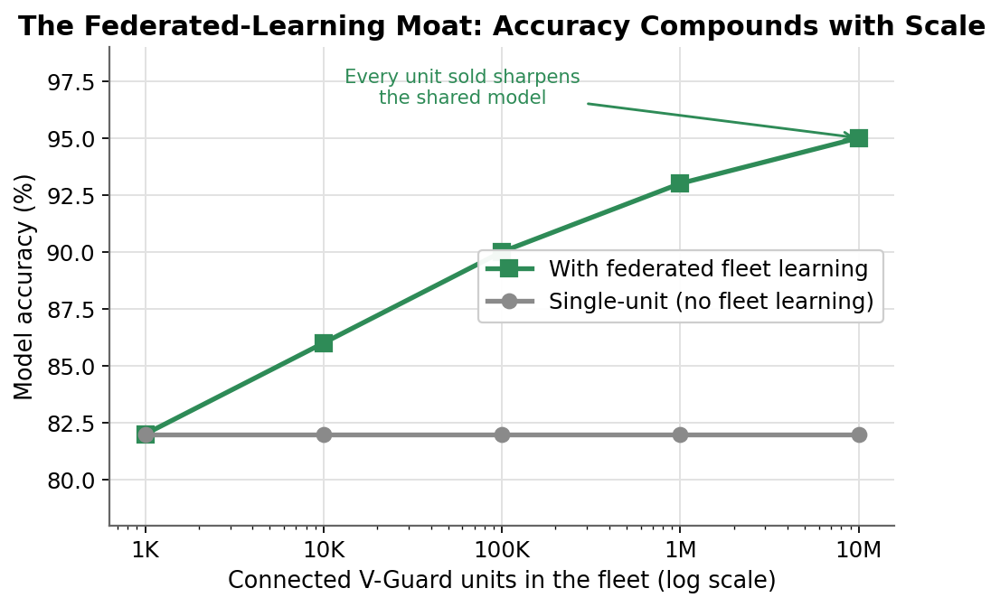 The Federated-Learning Moat: Accuracy Compounds with Scale
Every unit sold sharpens
the shared model
Model accuracy (%)
97.5
95.0
92.5
90.0
87.5
85.0
82.5
80.0
With federated fleet learning
Single-unit (no fleet learning)
1K
10K
100K
1M
10M
Connected V-Guard units in the fleet (log scale)